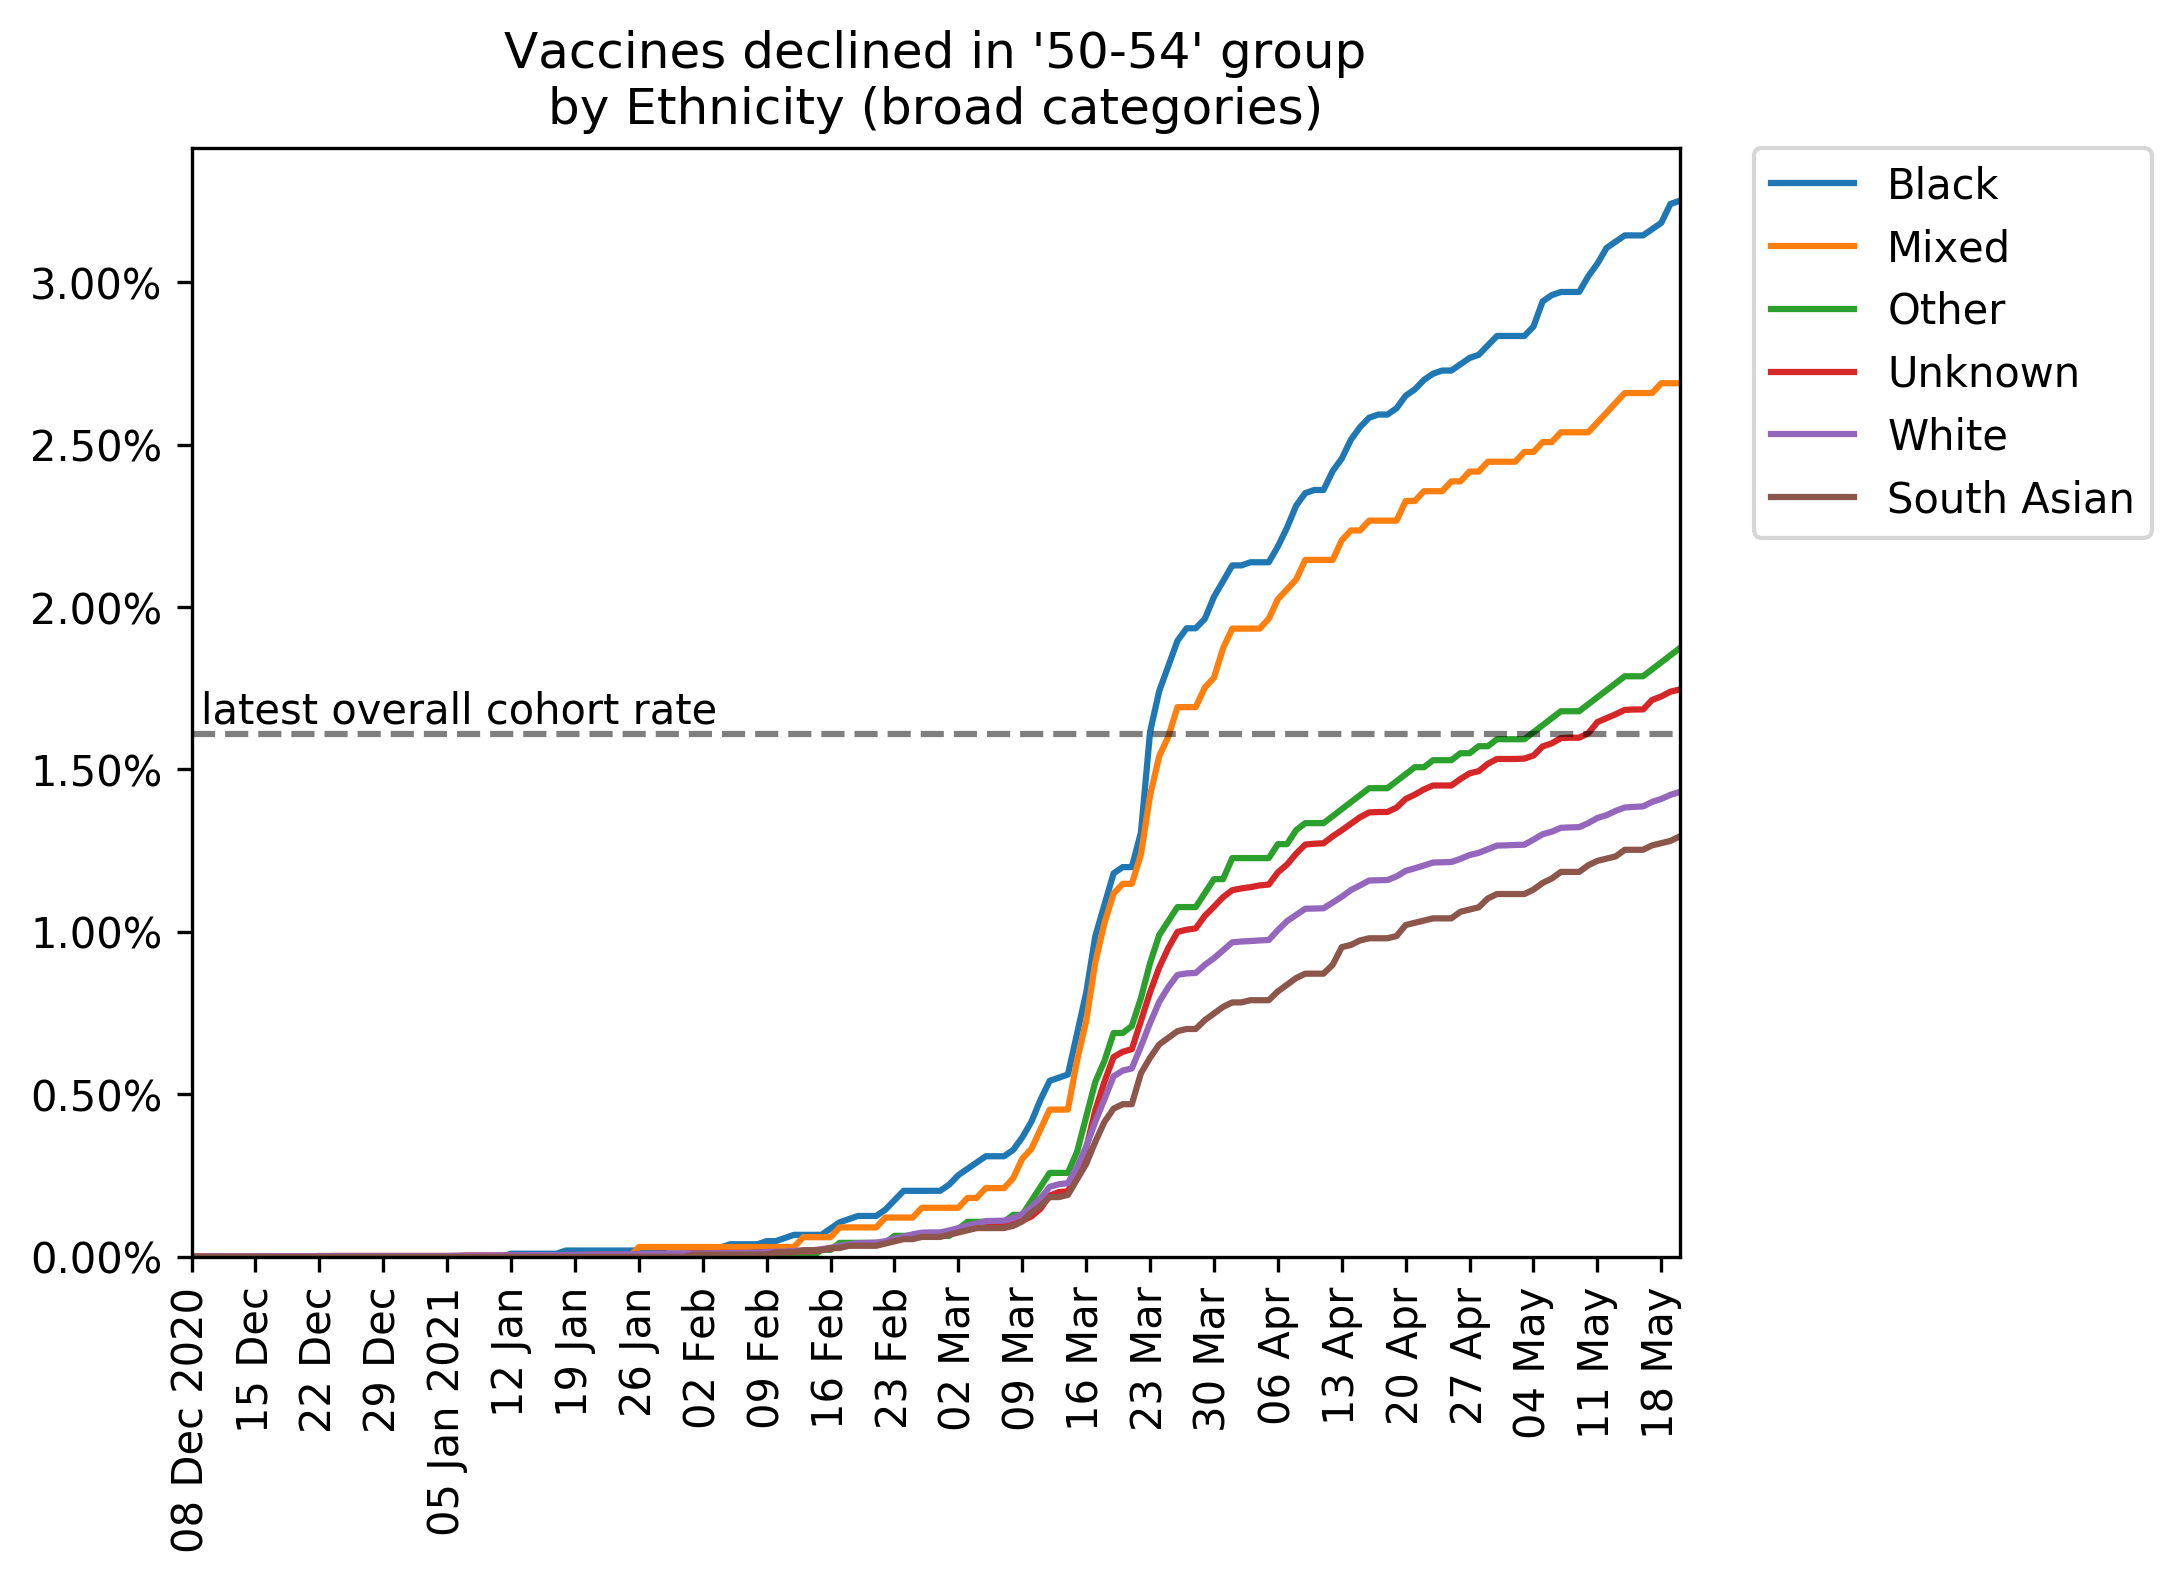 Vaccines declined in '50-54' group
by Ethnicity (broad categories)
3.00%
2.50%
2.00%
1.50%
1.00%
0.50%
0.00%
latest overall cohort rate
08 Dec 2020
15 Dec
22 Dec
29 Dec
05 Jan 2021
12 Jan
19 Jan
26 Jan
02 Feb
09 Feb
16 Feb
23 Feb
02 Mar
09 Mar
16 Mar
23 Mar
30 Mar
06 Apr
13 Apr
20 Apr
27 Apr
04 May
11 May
18 May
Black
Mixed
Other
Unknown
White
South Asian